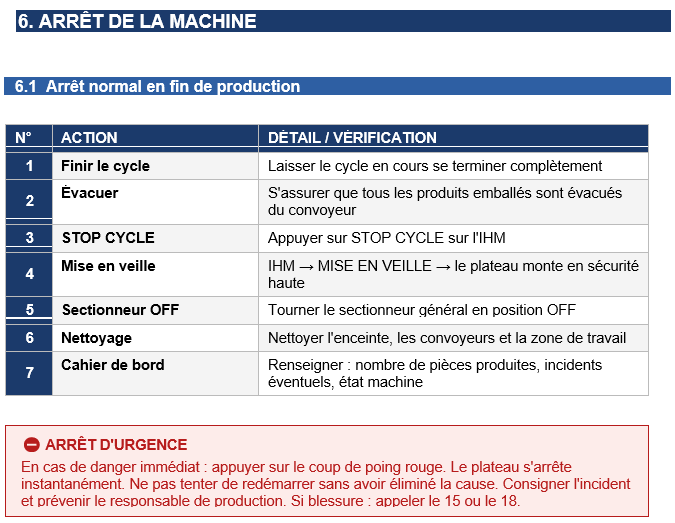 6. ARRÊT DE LA MACHINE
6.1 Arrêt normal en fin de production
N° ACTION DÉTAIL / VÉRIFICATION
1 Finir le cycle Laisser le cycle en cours se terminer complètement
2 Évacuer S'assurer que tous les produits emballés sont évacués
du convoyeur
3 STOP CYCLE Appuyer sur STOP CYCLE sur l'IHM
4 Mise en veille IHM → MISE EN VEILLE → le plateau monte en sécurité
haute
5 Sectionneur OFF Tourner le sectionneur général en position OFF
6 Nettoyage Nettoyer l'enceinte, les convoyeurs et la zone de travail
7 Cahier de bord Renseigner : nombre de pièces produites, incidents
éventuels, état machine
ARRÊT D'URGENCE
En cas de danger immédiat : appuyer sur le coup de poing rouge. Le plateau s'arrête
instantanément. Ne pas tenter de redémarrer sans avoir éliminé la cause. Consigner l'incident
et prévenir le responsable de production. Si blessure : appeler le 15 ou le 18.